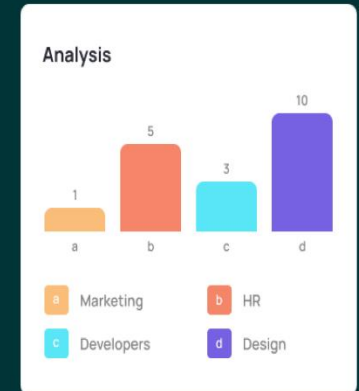 Analysis
10
5
3
1
a b c d
a Marketing b HR
c Developers d Design